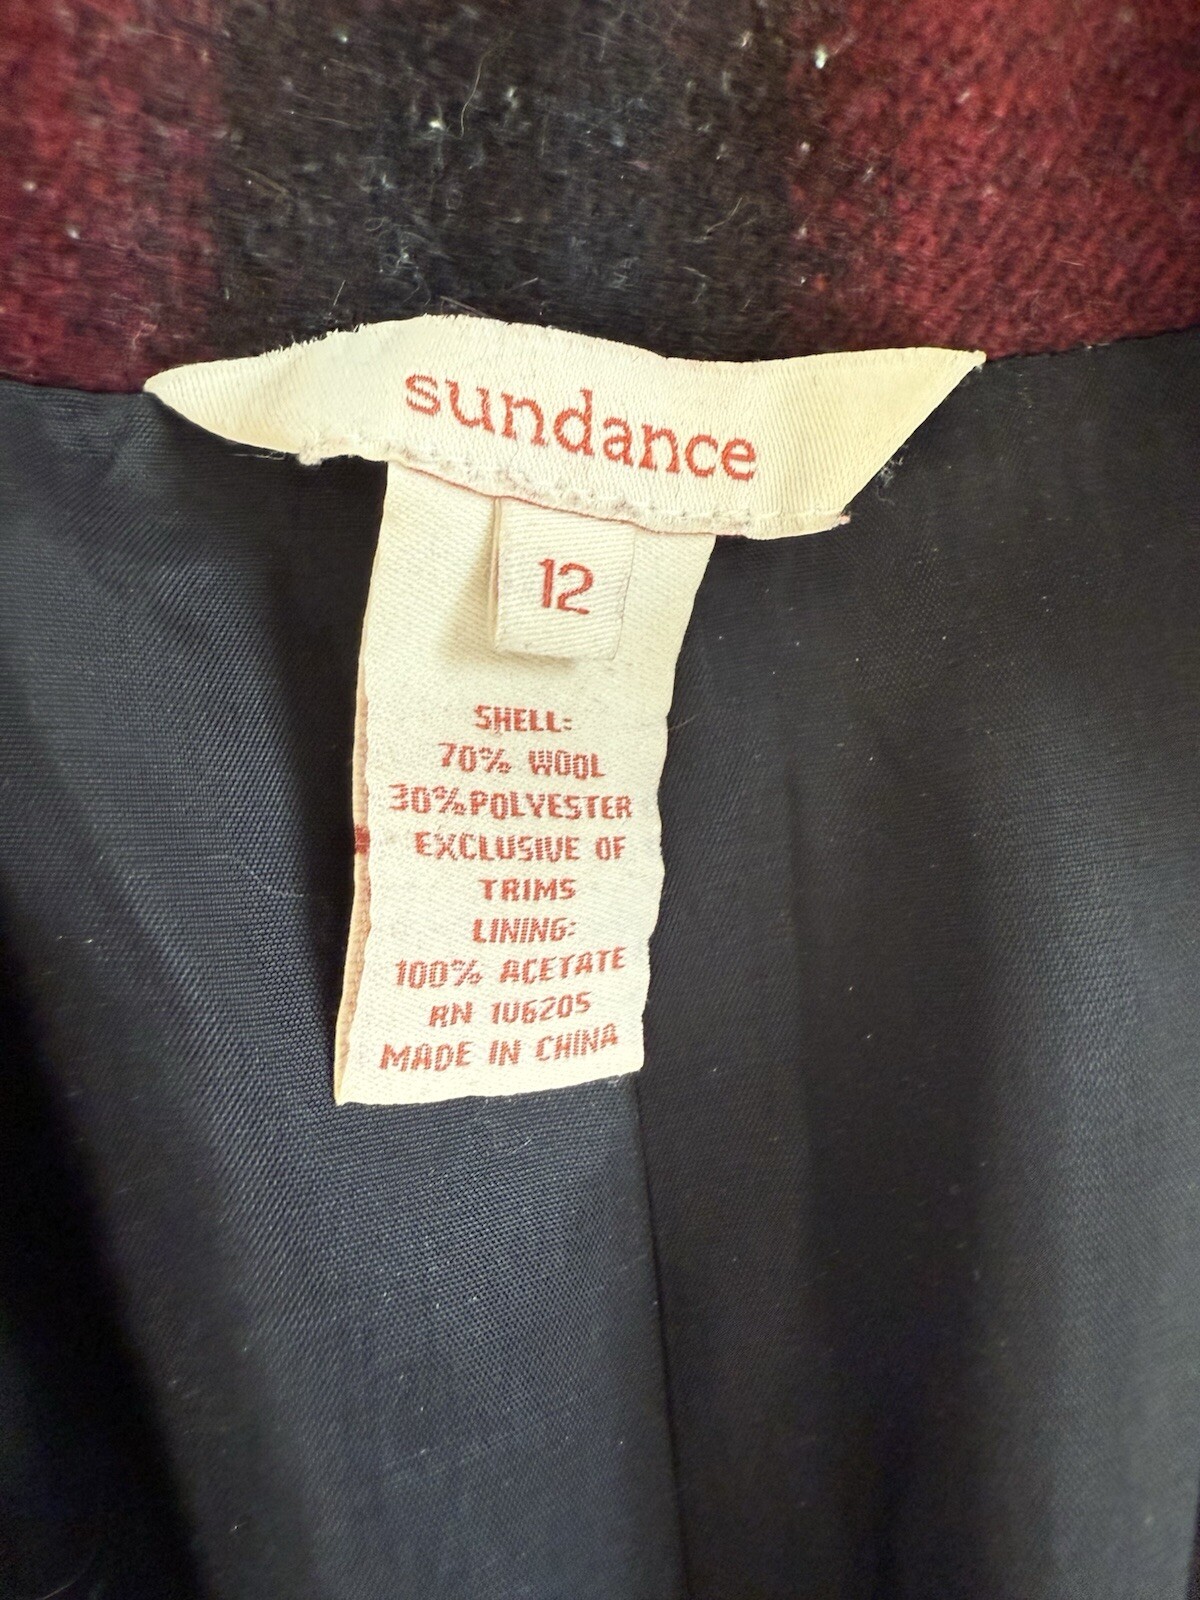 sundance
12
SHELL:
70% WOOL
30% POLYESTER
EXCLUSIVE OF
TRIMS
LINING:
100% ACETATE
RN 106205
MADE IN CHINA